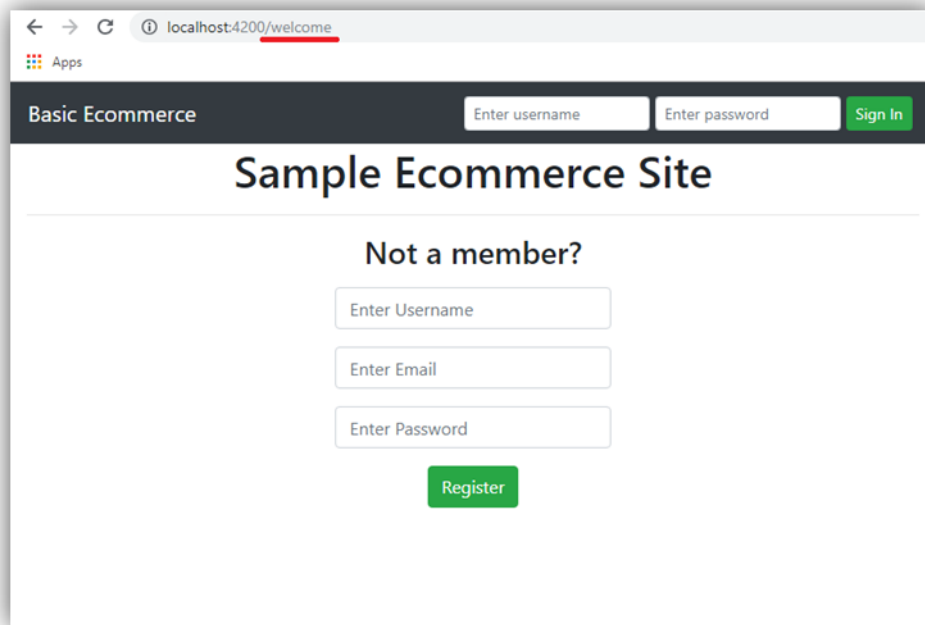 localhost:4200/welcome
Apps
Basic Ecommerce Enter username Enter password Sign In
Sample Ecommerce Site
Not a member?
Enter Username
Enter Email
Enter Password
Register